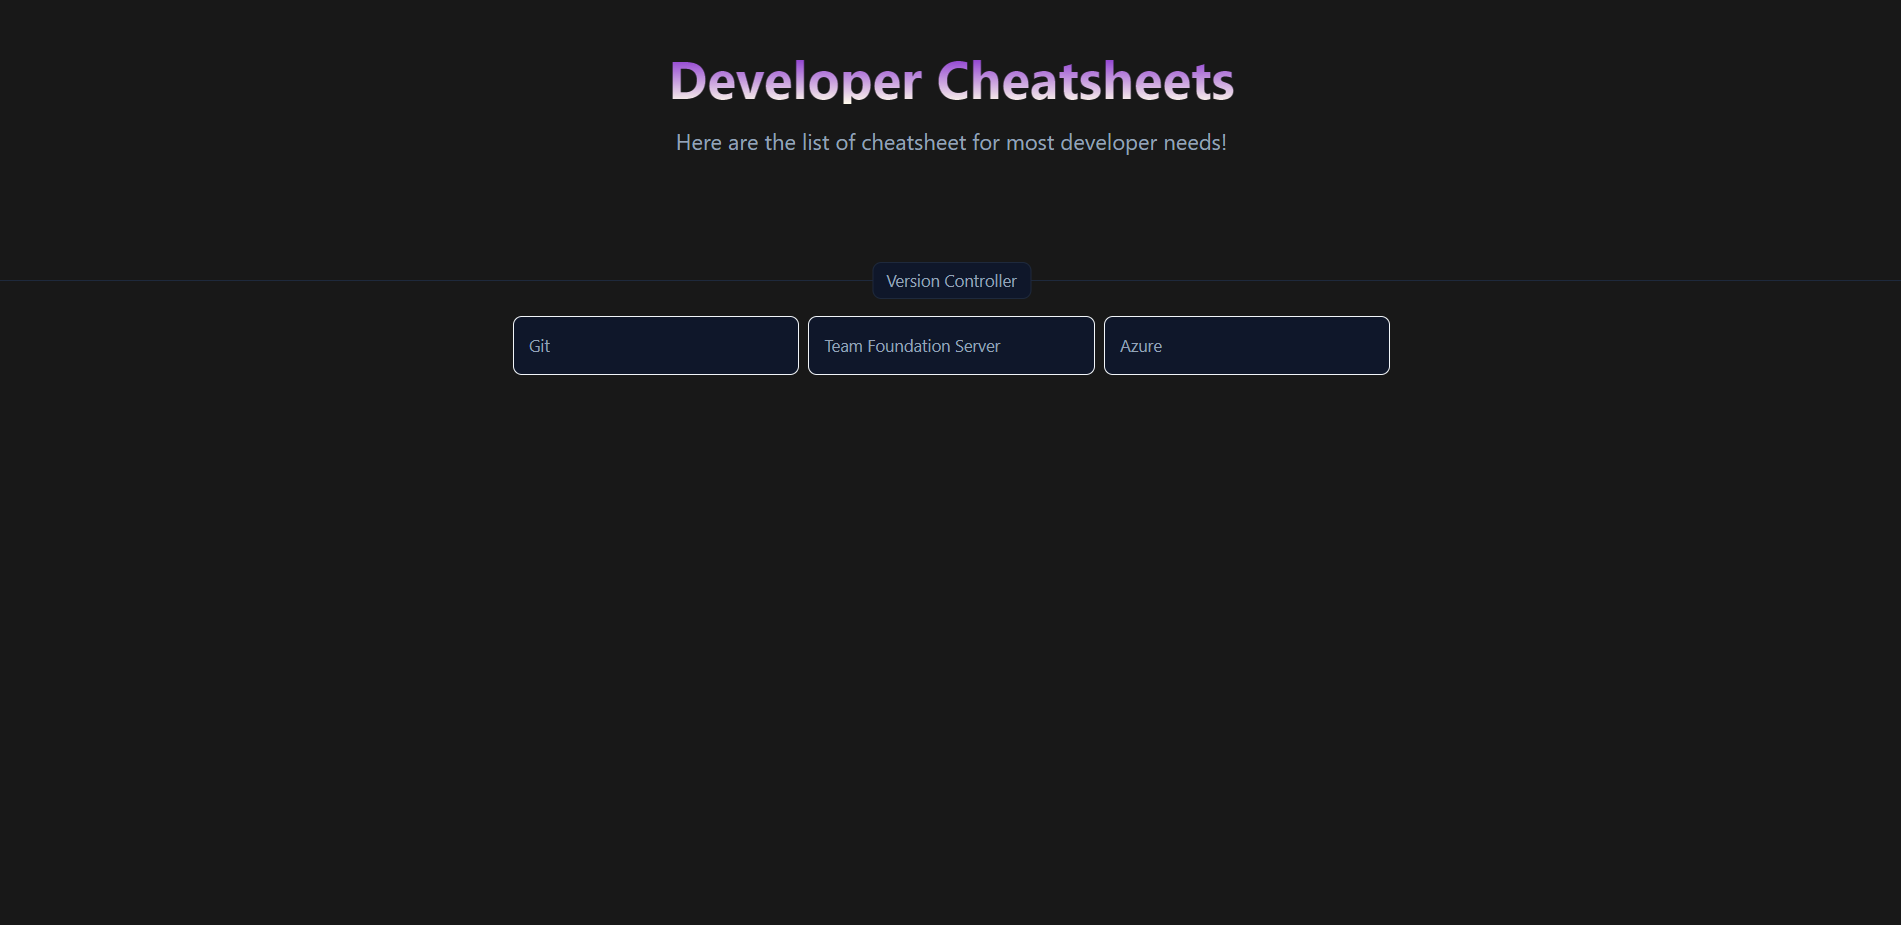 Developer Cheatsheets
Here are the list of cheatsheet for most developer needs!
Version Controller
Git
Team Foundation Server
Azure